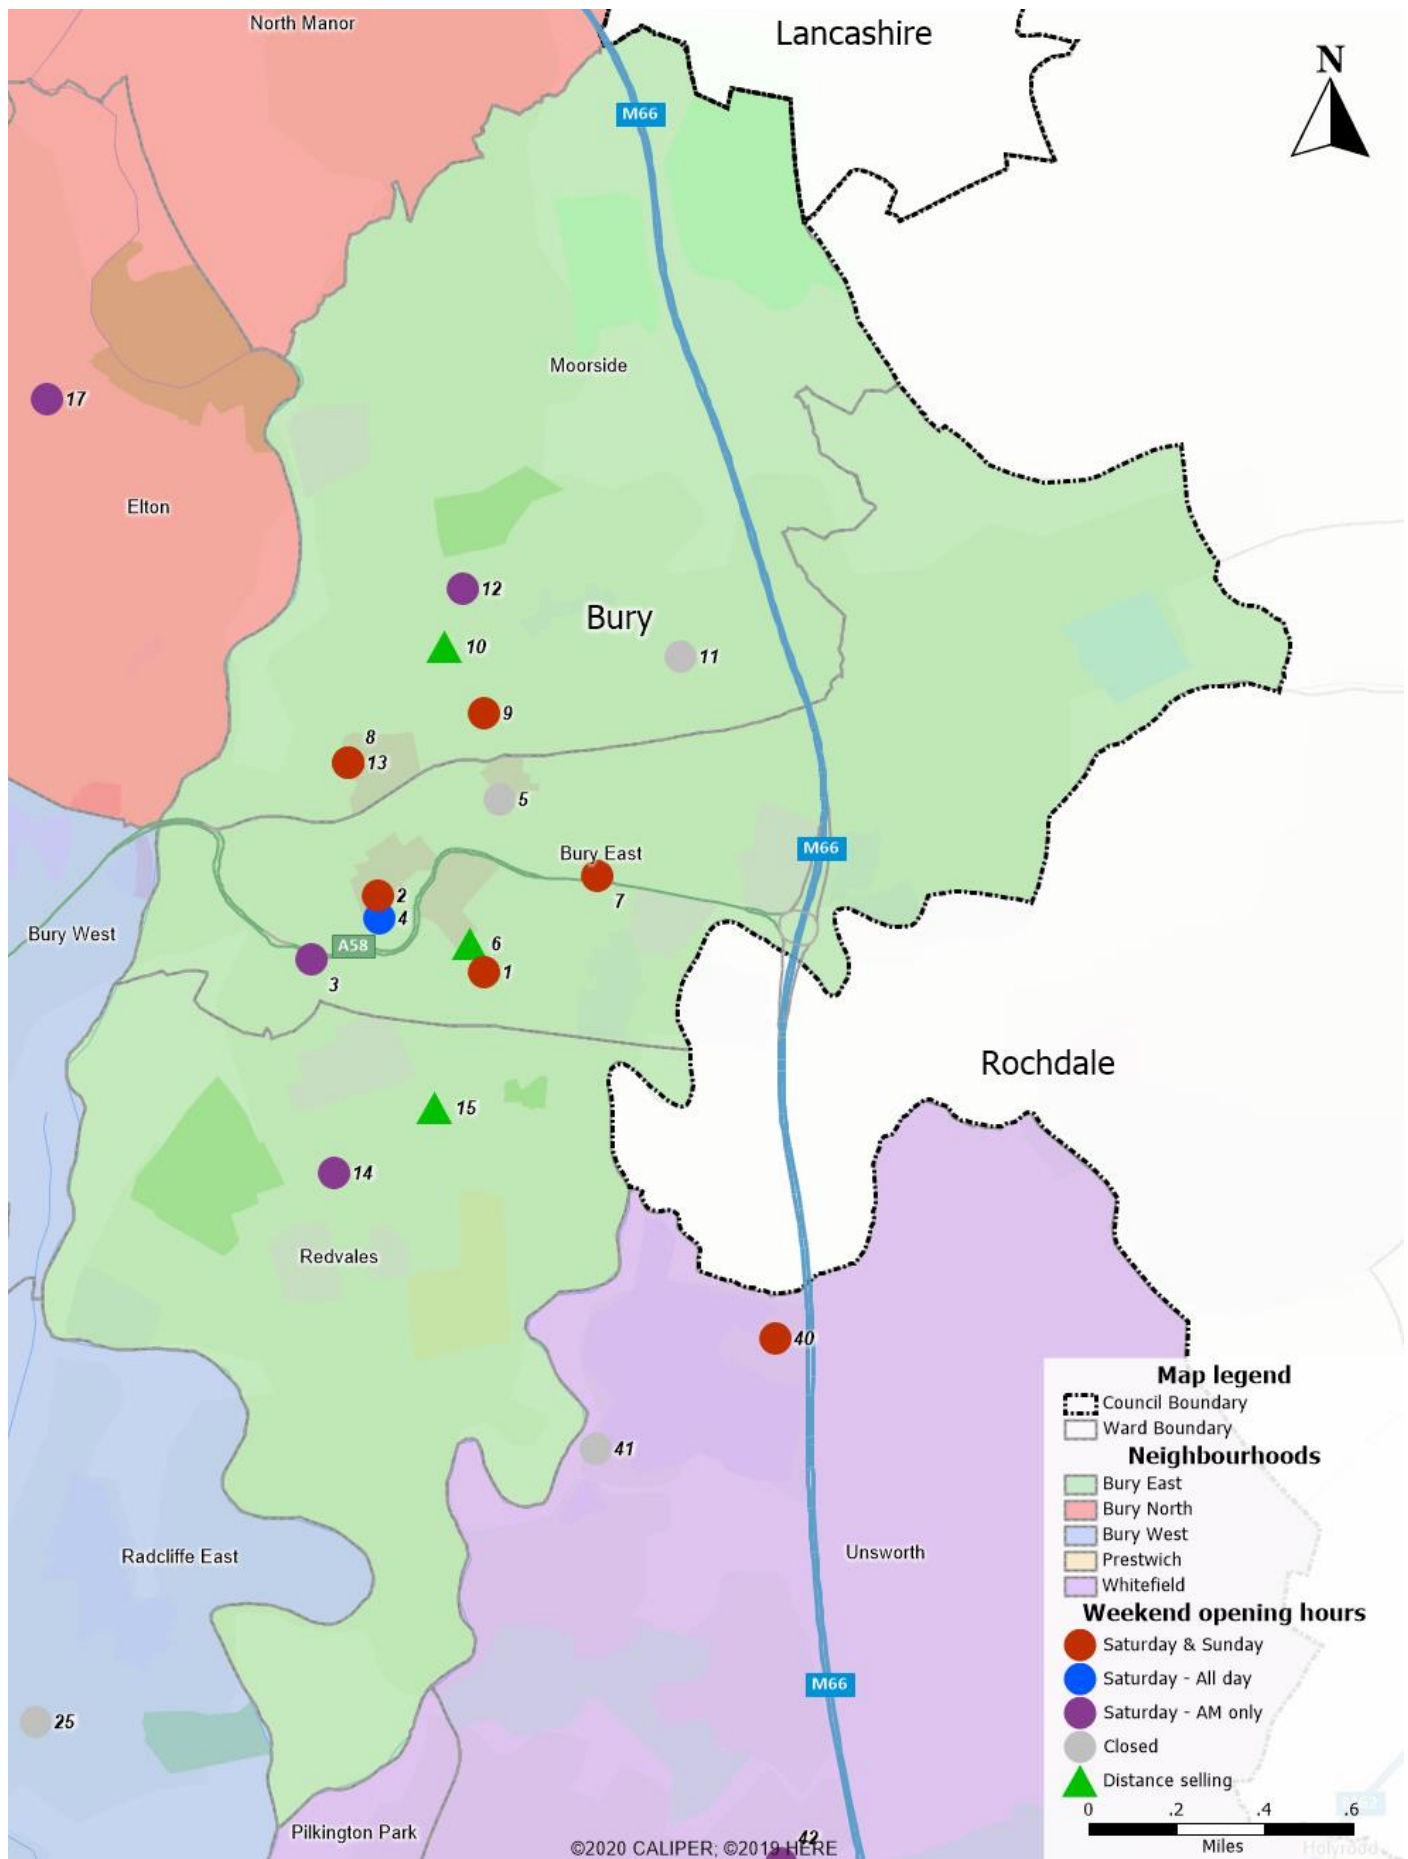 North Manor
Lancashire
N
M66
Moorside
17
Elton
12
Bury
10
11
9
8
13
5
Bury East
M66
7
2
4
Bury West
A58
6
3
1
Rochdale
15
14
Redvales
40
41
Radcliffe East
Unsworth
25
M66
Pilkington Park
42
©2020 CALIPER; ©2019 HERE
Map legend
Council Boundary
Ward Boundary
Neighbourhoods
Bury East
Bury North
Bury West
Prestwich
Whitefield
Weekend opening hours
Saturday & Sunday
Saturday - All day
Saturday - AM only
Closed
Distance selling
0 .2 .4 .6
Miles
Holyrood